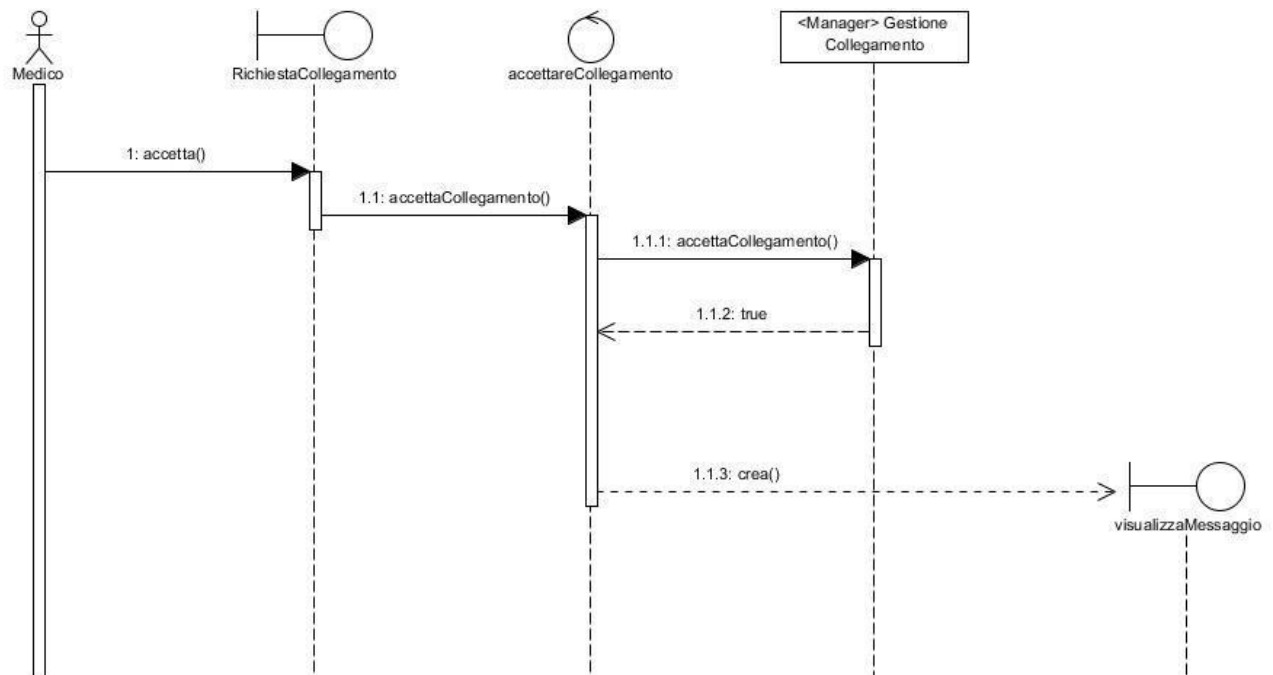 <Manager> Gestione
Collegamento
Medico
RichiestaCollegamento
accettareCollegamento
1: accetta()
1.1: accettaCollegamento()
1.1.1: accettaCollegamento()
1.1.2: true
1.1.3: crea()
visualizzaMessaggio